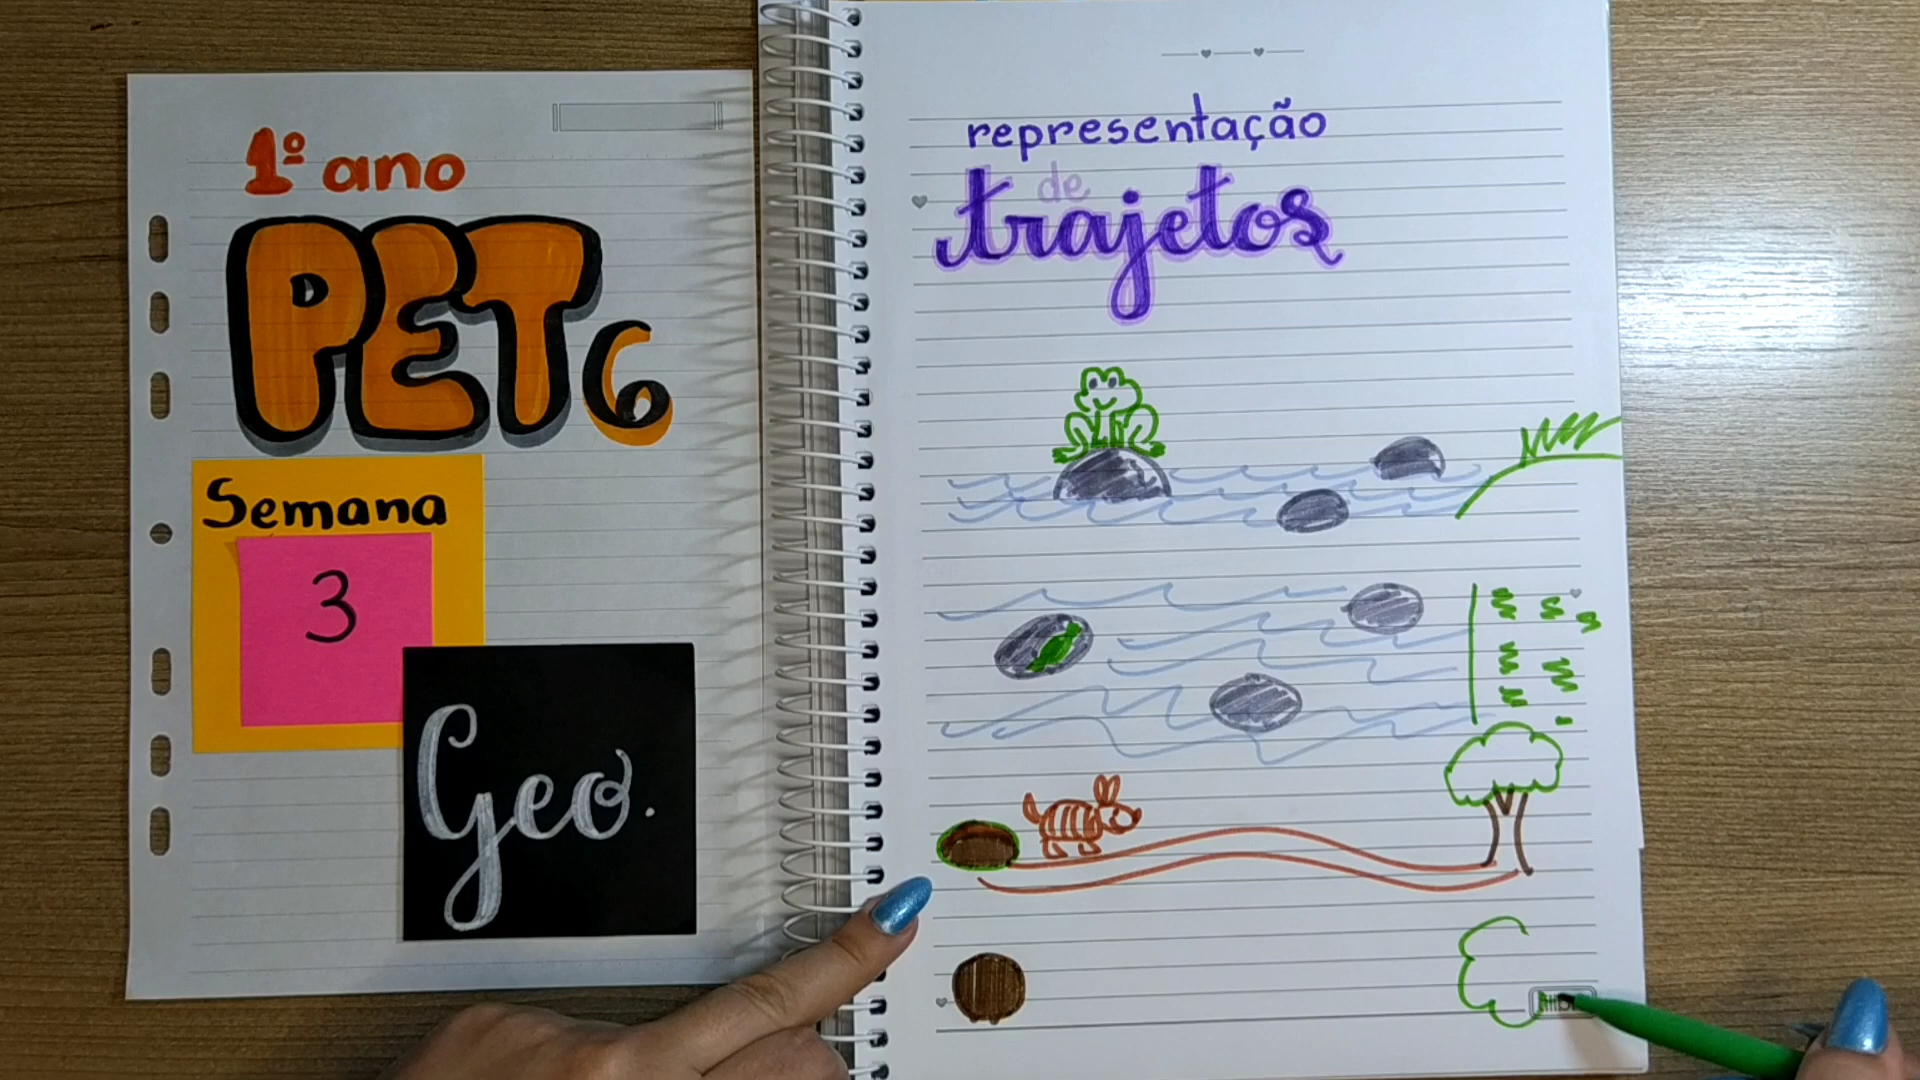 1º ano
PET 6
Semana
3
Geo.
representação
de
trajetos